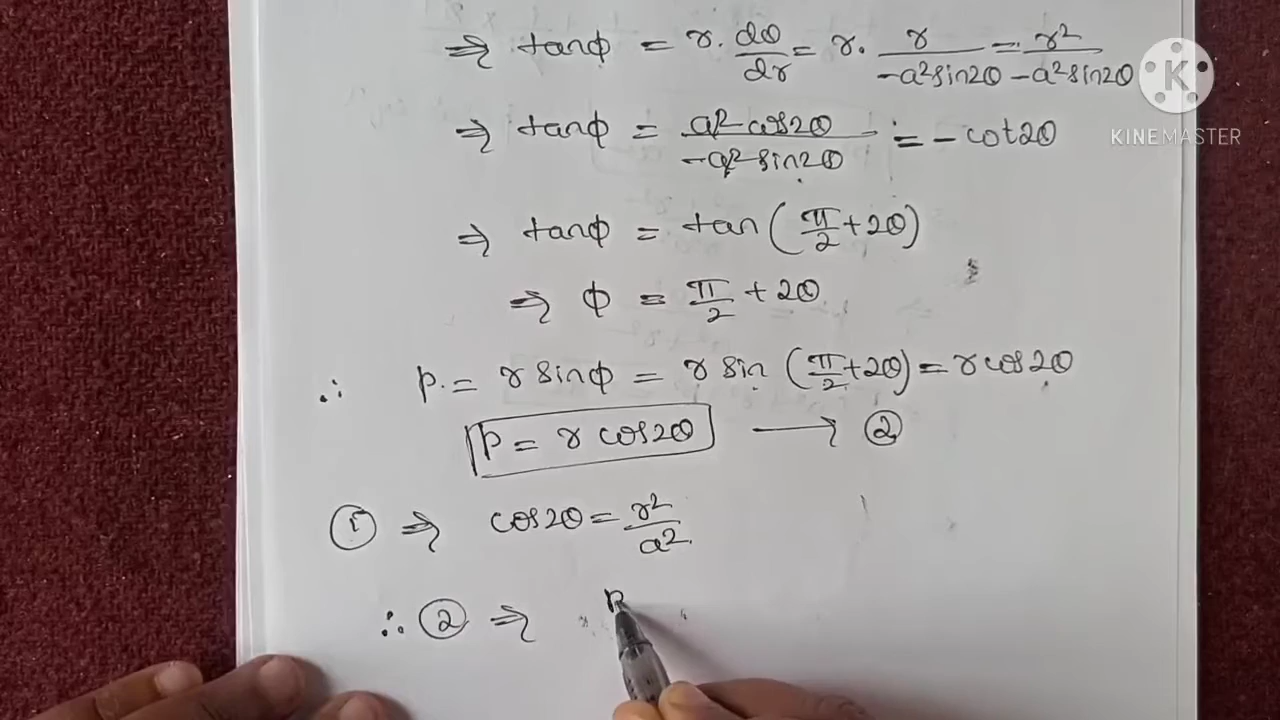 ⇒ tanφ = r. dθ/dr = r. r/-a²sin2θ = r²/-a²sin2θ
⇒ tanφ = a²cos2θ/-a²sin2θ = -cot2θ
⇒ tanφ = tan(π/2+2θ)
⇒ φ = π/2 + 2θ
∴ p = r sinφ = r sin (π/2+2θ) = r cos2θ
p = r cos2θ → ②
① ⇒ cos2θ = r²/a²
∴ ② ⇒ p
K
KINEMASTER